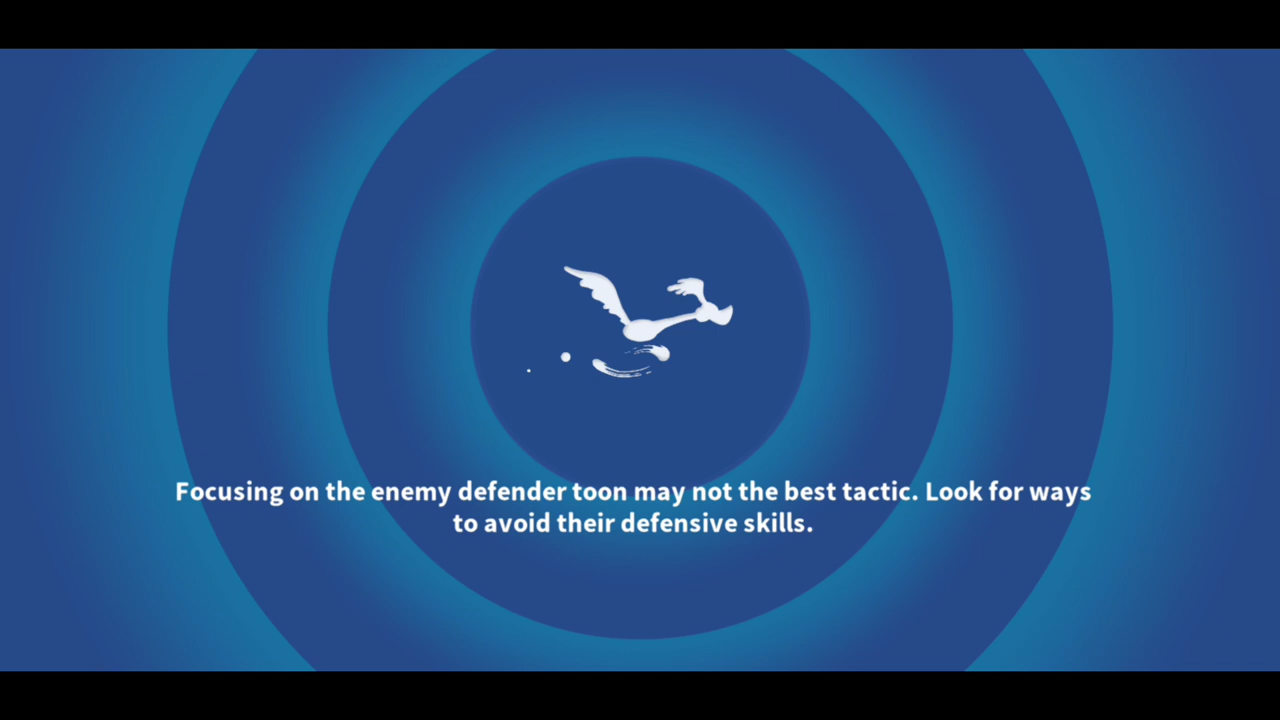 Focusing on the enemy defender toon may not the best tactic. Look for ways
to avoid their defensive skills.